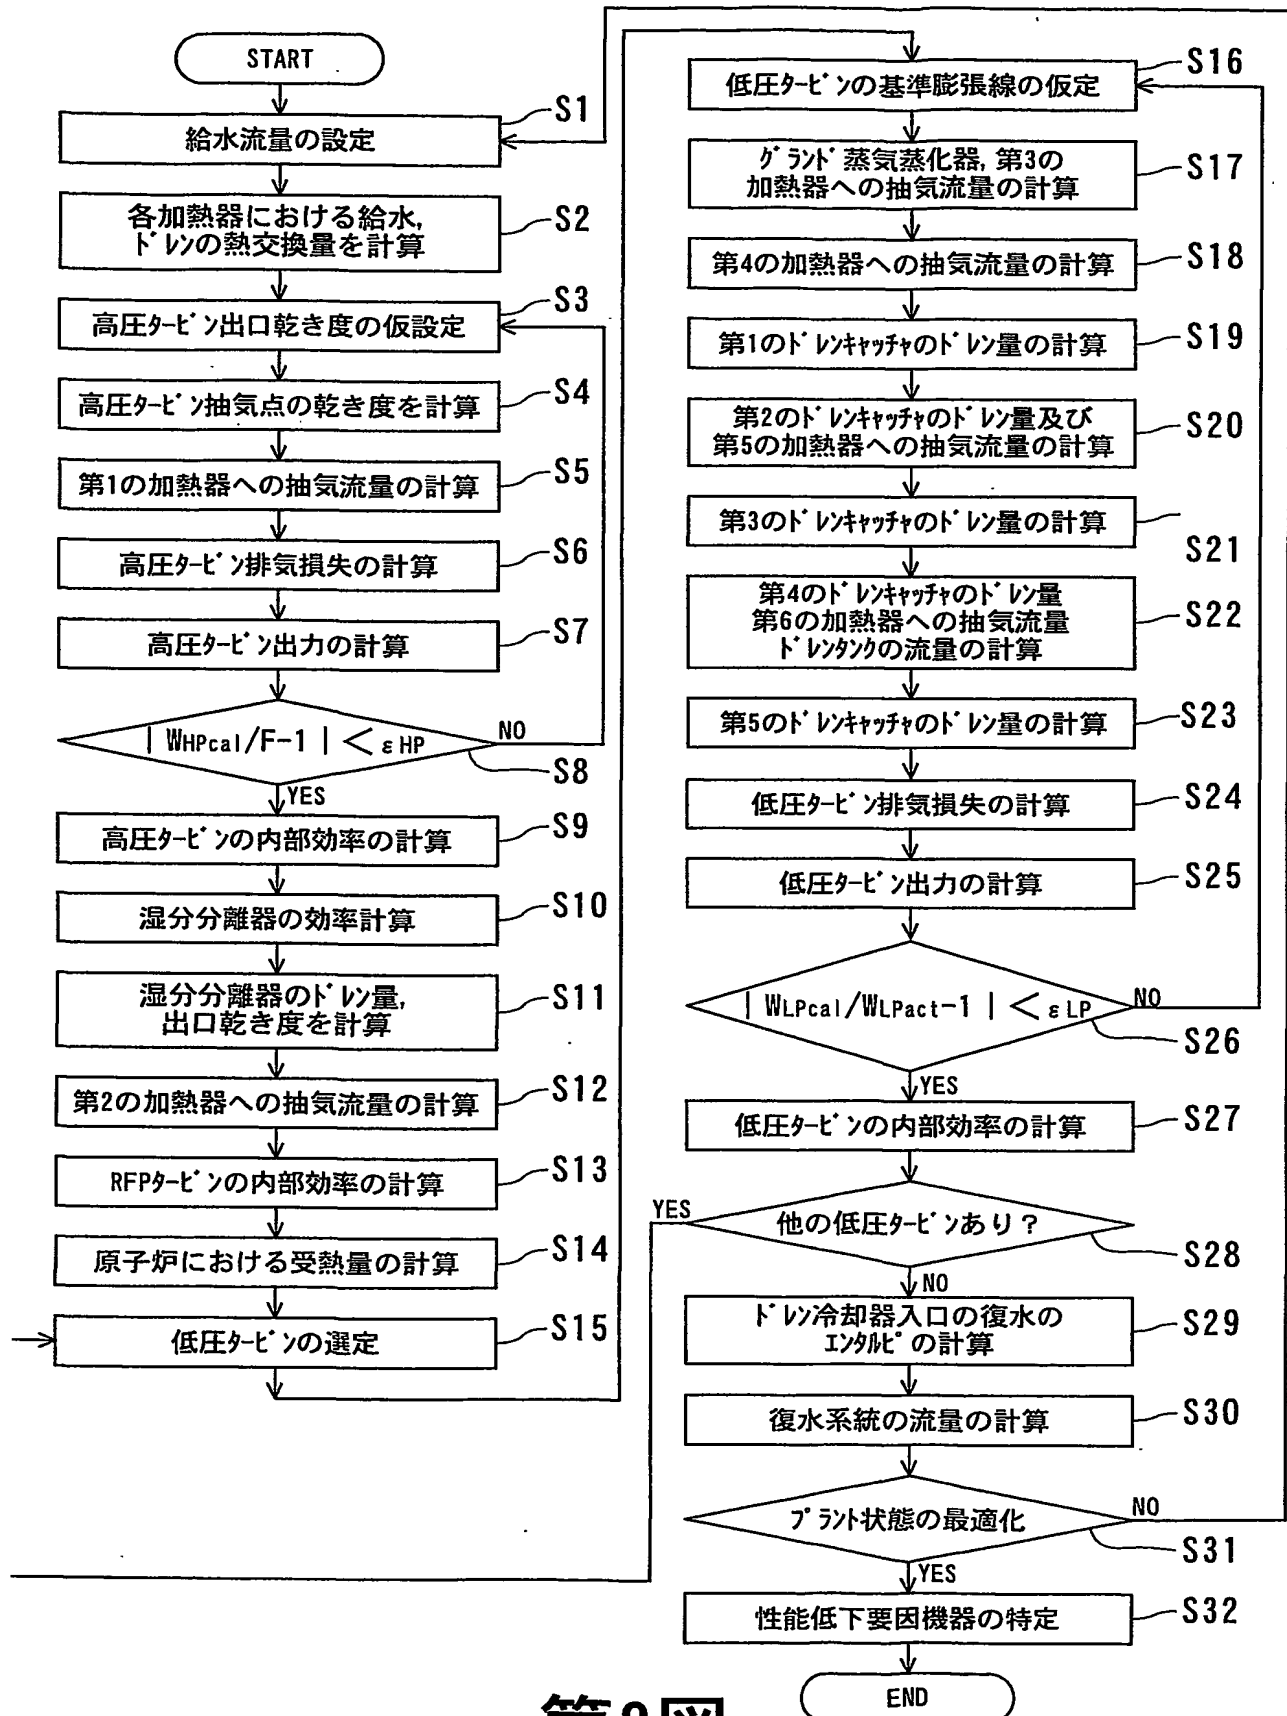 START
給水流量の設定
S1
各加熱器における給水,
ドレンの熱交換量を計算
S2
高圧タービン出口乾き度の仮設定
S3
高圧タービン抽気点の乾き度を計算
S4
第1の加熱器への抽気流量の計算
S5
高圧タービン排気損失の計算
S6
高圧タービン出力の計算
S7
| WHPcal/F-1 | < εHP
NO
S8
YES
高圧タービンの内部効率の計算
S9
湿分分離器の効率計算
S10
湿分分離器のドレン量,
出口乾き度を計算
S11
第2の加熱器への抽気流量の計算
S12
RFPタービンの内部効率の計算
S13
原子炉における受熱量の計算
S14
低圧タービンの選定
S15
低圧タービンの基準膨張線の仮定
S16
グランド蒸気蒸化器,第3の
加熱器への抽気流量の計算
S17
第4の加熱器への抽気流量の計算
S18
第1のドレンキャッチャのドレン量の計算
S19
第2のドレンキャッチャのドレン量及び
第5の加熱器への抽気流量の計算
S20
第3のドレンキャッチャのドレン量の計算
S21
第4のドレンキャッチャのドレン量
第6の加熱器への抽気流量
ドレンタンクの流量の計算
S22
第5のドレンキャッチャのドレン量の計算
S23
低圧タービン排気損失の計算
S24
低圧タービン出力の計算
S25
| WLPcal/WLPact-1 | < εLP
NO
S26
YES
低圧タービンの内部効率の計算
S27
YES
他の低圧タービンあり?
S28
NO
ドレン冷却器入口の復水の
エンタルピの計算
S29
復水系統の流量の計算
S30
プラント状態の最適化
NO
S31
YES
性能低下要因機器の特定
S32
END